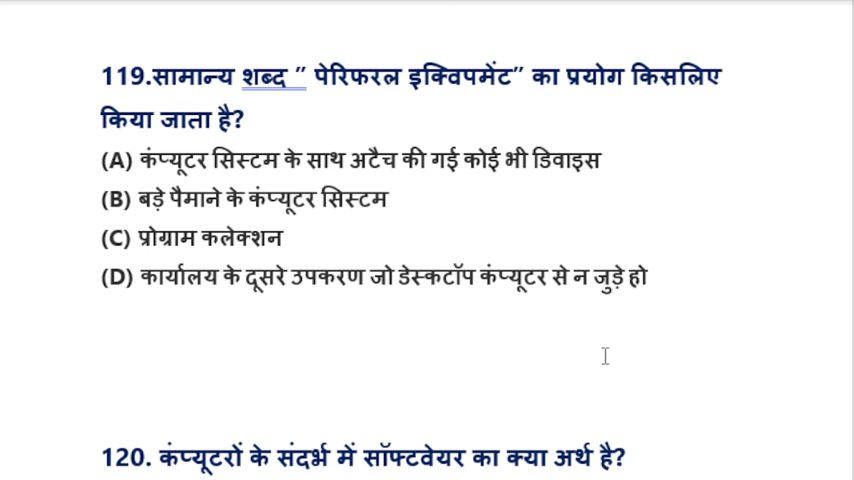 119.सामान्य शब्द ” पेरिफरल इक्विपमेंट” का प्रयोग किसलिए
किया जाता है?
(A) कंप्यूटर सिस्टम के साथ अटैच की गई कोई भी डिवाइस
(B) बड़े पैमाने के कंप्यूटर सिस्टम
(C) प्रोग्राम कलेक्शन
(D) कार्यालय के दूसरे उपकरण जो डेस्कटॉप कंप्यूटर से न जुड़े हो
120. कंप्यूटरों के संदर्भ में सॉफ्टवेयर का क्या अर्थ है?